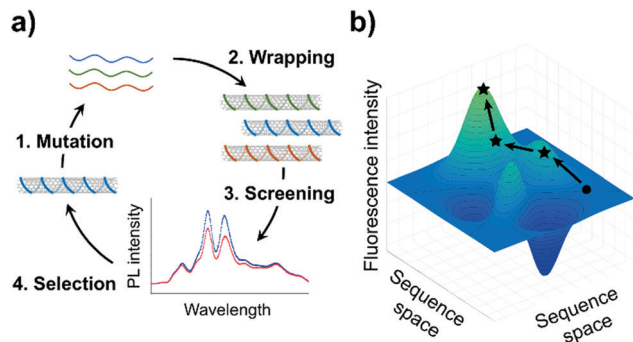 a)
2. Wrapping
1. Mutation
3. Screening
4. Selection
PL intensity
Wavelength
b)
Fluorescence intensity
Sequence
space
Sequence
space